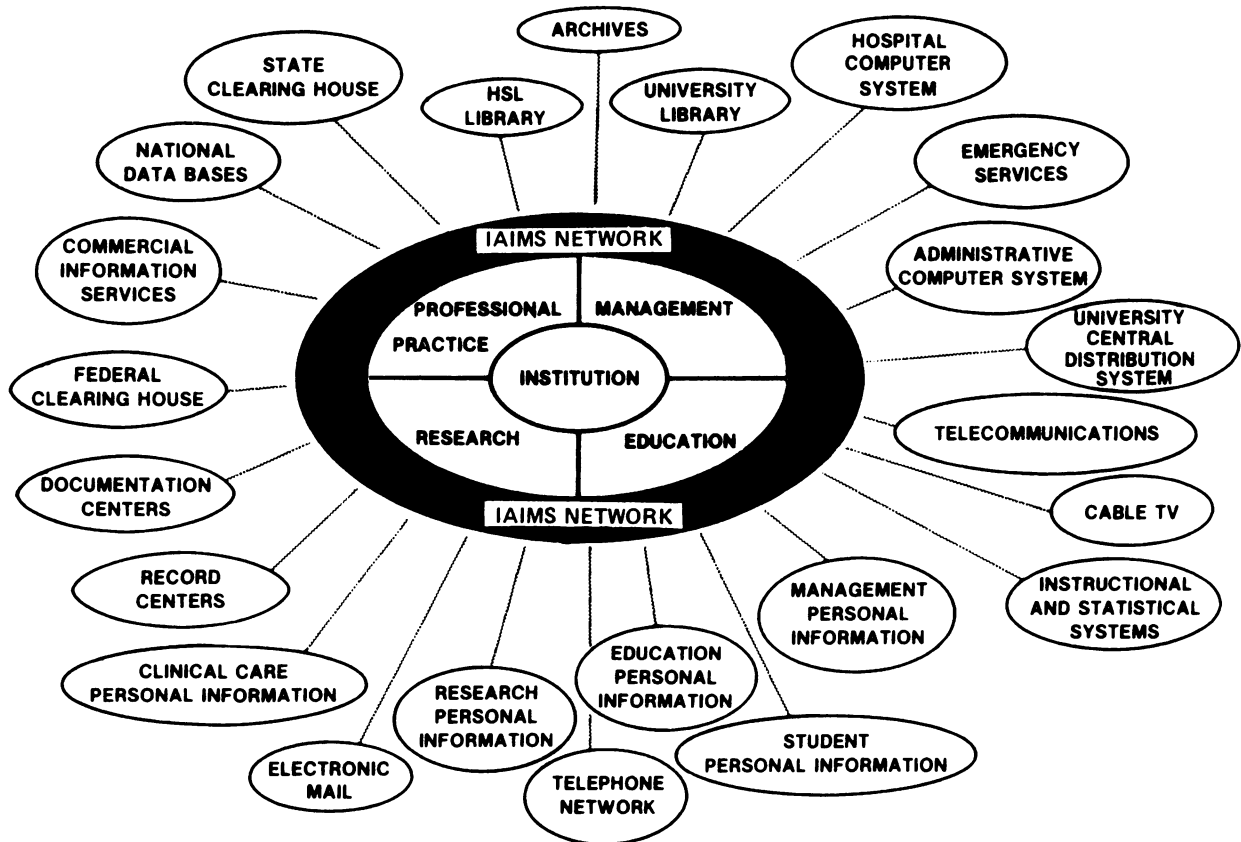 ARCHIVES
STATE
CLEARING HOUSE
HSL
LIBRARY
UNIVERSITY
LIBRARY
HOSPITAL
COMPUTER
SYSTEM
NATIONAL
DATA BASES
EMERGENCY
SERVICES
COMMERCIAL
INFORMATION
SERVICES
IAIMS NETWORK
ADMINISTRATIVE
COMPUTER SYSTEM
PROFESSIONAL
PRACTICE
MANAGEMENT
INSTITUTION
RESEARCH
EDUCATION
IAIMS NETWORK
UNIVERSITY
CENTRAL
DISTRIBUTION
SYSTEM
FEDERAL
CLEARING HOUSE
TELECOMMUNICATIONS
DOCUMENTATION
CENTERS
CABLE TV
RECORD
CENTERS
MANAGEMENT
PERSONAL
INFORMATION
INSTRUCTIONAL
AND STATISTICAL
SYSTEMS
CLINICAL CARE
PERSONAL INFORMATION
RESEARCH
PERSONAL
INFORMATION
EDUCATION
PERSONAL
INFORMATION
STUDENT
PERSONAL INFORMATION
ELECTRONIC
MAIL
TELEPHONE
NETWORK